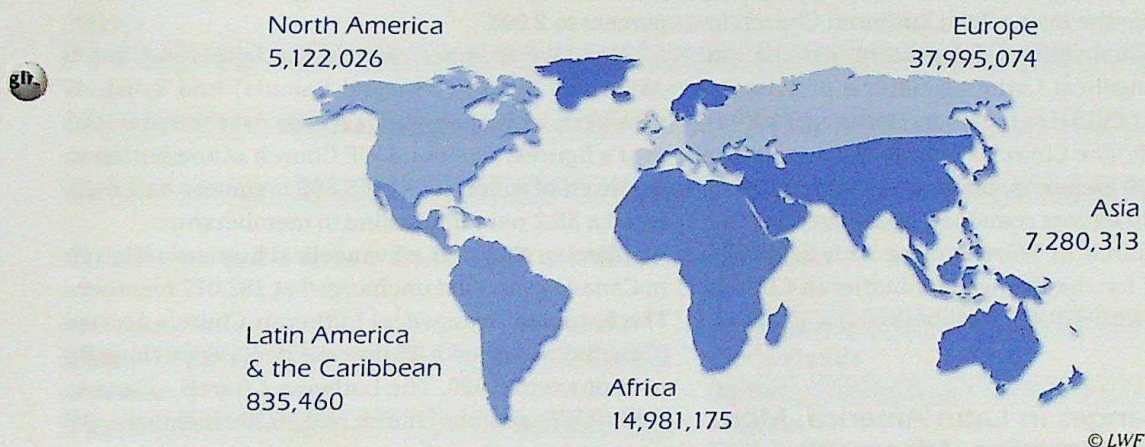 North America
5,122,026
Europe
37,995,074
glt_
Asia
7,280,313
Latin America
& the Caribbean
835,460
Africa
14,981,175
© LWF